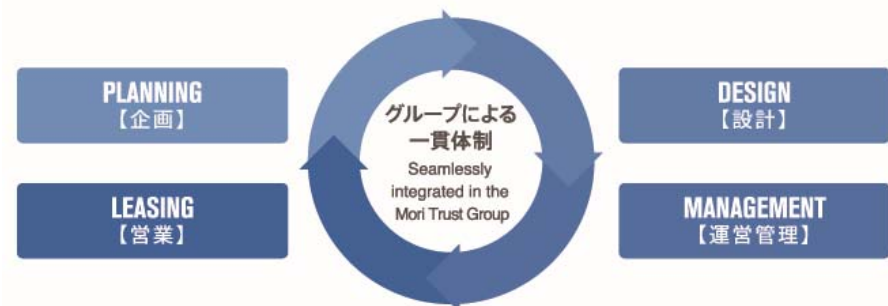 PLANNING
【企画】
LEASING
【営業】
グループによる
一貫体制
Seamlessly
integrated in the
Mori Trust Group
DESIGN
【設計】
MANAGEMENT
【運営管理】